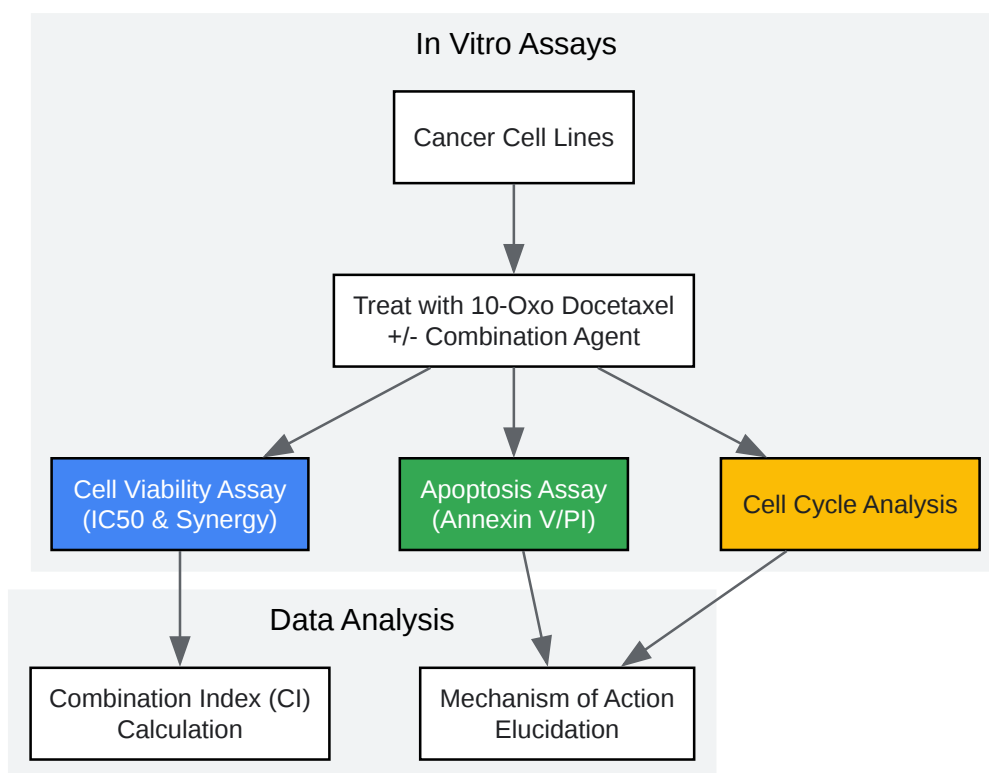 In Vitro Assays
Cancer Cell Lines
Treat with 10-Oxo Docetaxel
+/- Combination Agent
Cell Viability Assay
(IC50 & Synergy)
Apoptosis Assay
(Annexin V/PI)
Cell Cycle Analysis
Data Analysis
Combination Index (CI)
Calculation
Mechanism of Action
Elucidation